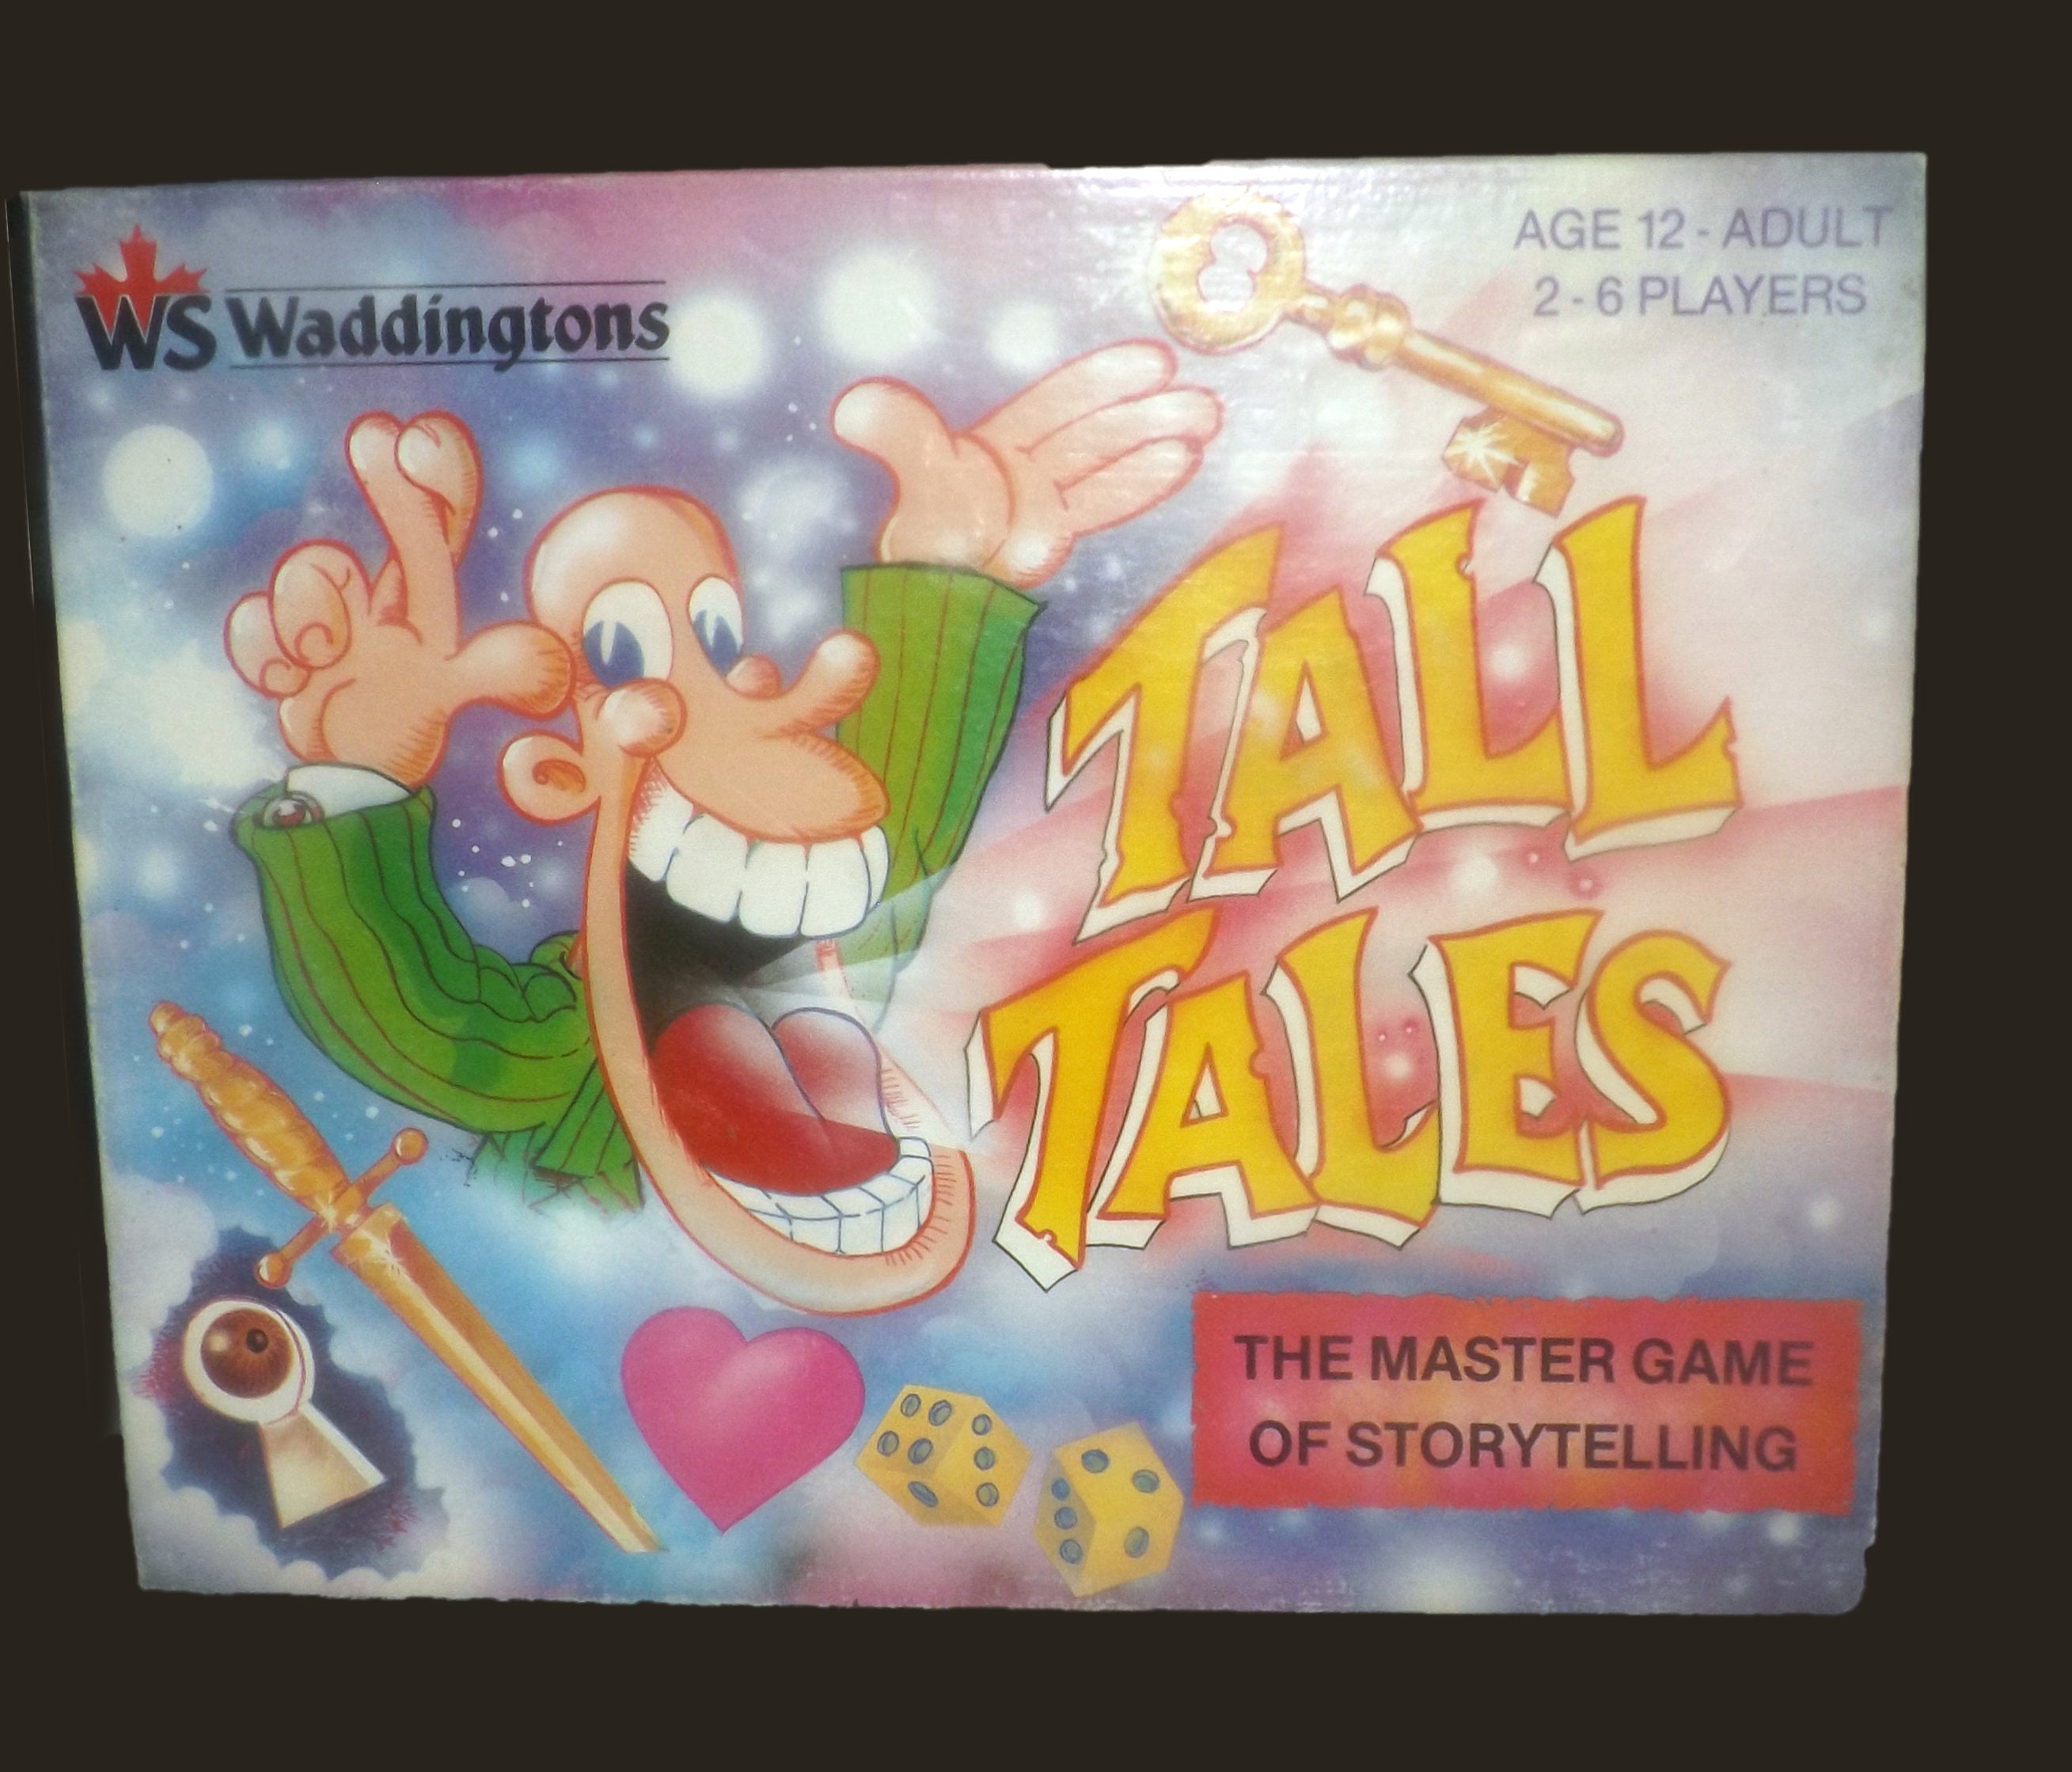 WS Waddingtons
AGE 12 - ADULT
2 - 6 PLAYERS
TALL
TALES
THE MASTER GAME
OF STORYTELLING